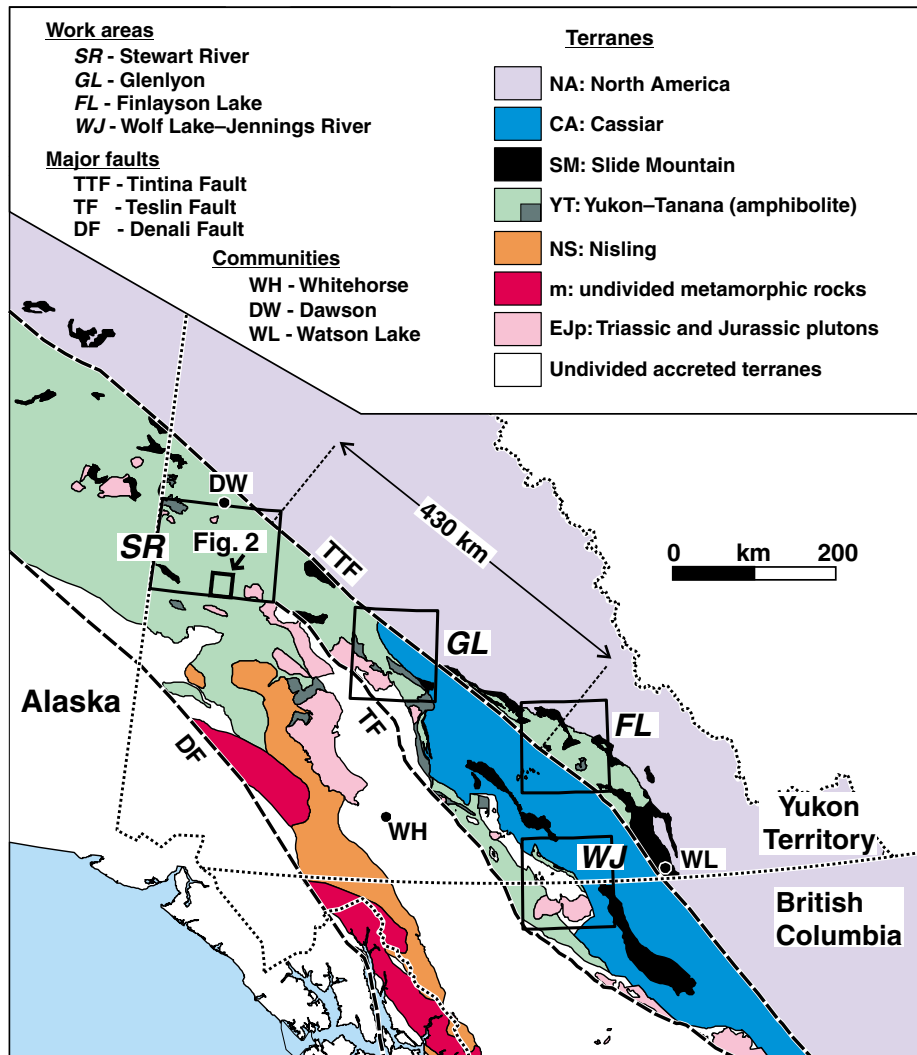 Work areas
SR - Stewart River
GL - Glenlyon
FL - Finlayson Lake
WJ - Wolf Lake–Jennings River
Major faults
TTF - Tintina Fault
TF - Teslin Fault
DF - Denali Fault
Communities
WH - Whitehorse
DW - Dawson
WL - Watson Lake
Terranes
NA: North America
CA: Cassiar
SM: Slide Mountain
YT: Yukon–Tanana (amphibolite)
NS: Nisling
m: undivided metamorphic rocks
EJp: Triassic and Jurassic plutons
Undivided accreted terranes
DW
430 km
SR
Fig. 2
TTF
0 km 200
GL
Alaska
TF
FL
DF
WH
Yukon
Territory
WJ
WL
British
Columbia